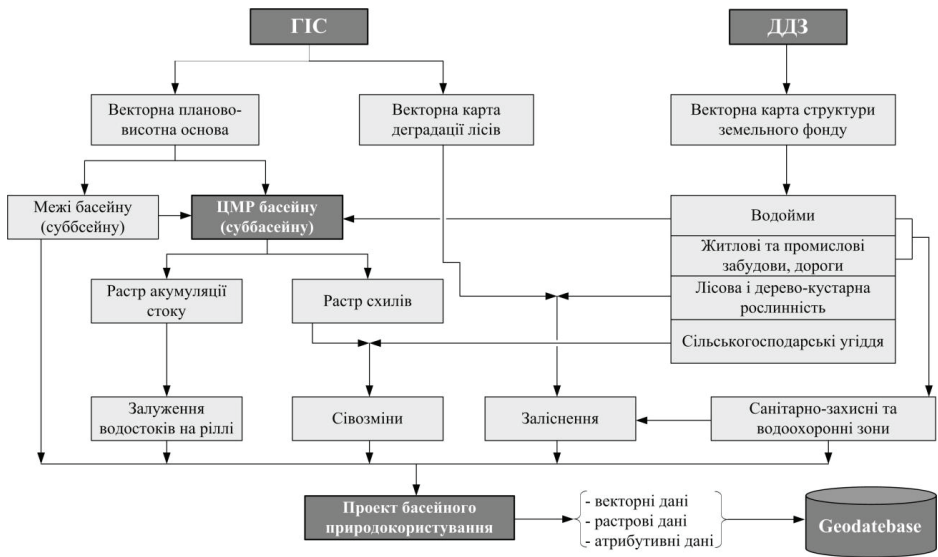 ГІС
ДДЗ
Векторна планово-
висотна основа
Векторна карта
деградації лісів
Векторна карта структури
земельного фонду
Межі басейну
(суббсейну)
ЦМР басейну
(суббасейну)
Водойми
Житлові та промислові
забудови, дороги
Растр акумуляції
стоку
Растр схилів
Лісова і дерево-кустарна
рослинність
Сільськогосподарські угіддя
Залуження
водостоків на ріллі
Сівозміни
Заліснення
Санітарно-захисні та
водоохоронні зони
Проект басейного
природокористування
- векторні дані
- растрові дані
- атрибутивні дані
Geodatebase